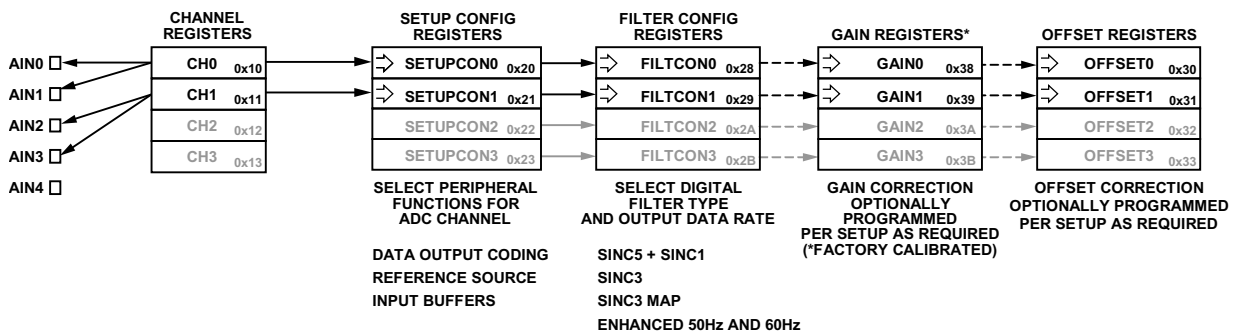 CHANNEL
REGISTERS
SETUP CONFIG
REGISTERS
FILTER CONFIG
REGISTERS
GAIN REGISTERS*
OFFSET REGISTERS
AIN0
AIN1
AIN2
AIN3
AIN4
CH0 0x10
CH1 0x11
CH2 0x12
CH3 0x13
SETUPCON0 0x20
SETUPCON1 0x21
SETUPCON2 0x22
SETUPCON3 0x23
FILTCON0 0x28
FILTCON1 0x29
FILTCON2 0x2A
FILTCON3 0x2B
GAIN0 0x38
GAIN1 0x39
GAIN2 0x3A
GAIN3 0x3B
OFFSET0 0x30
OFFSET1 0x31
OFFSET2 0x32
OFFSET3 0x33
SELECT PERIPHERAL
FUNCTIONS FOR
ADC CHANNEL
DATA OUTPUT CODING
REFERENCE SOURCE
INPUT BUFFERS
SELECT DIGITAL
FILTER TYPE
AND OUTPUT DATA RATE
SINC5 + SINC1
SINC3
SINC3 MAP
ENHANCED 50Hz AND 60Hz
GAIN CORRECTION
OPTIONALLY
PROGRAMMED
PER SETUP AS REQUIRED
(*FACTORY CALIBRATED)
OFFSET CORRECTION
OPTIONALLY PROGRAMMED
PER SETUP AS REQUIRED